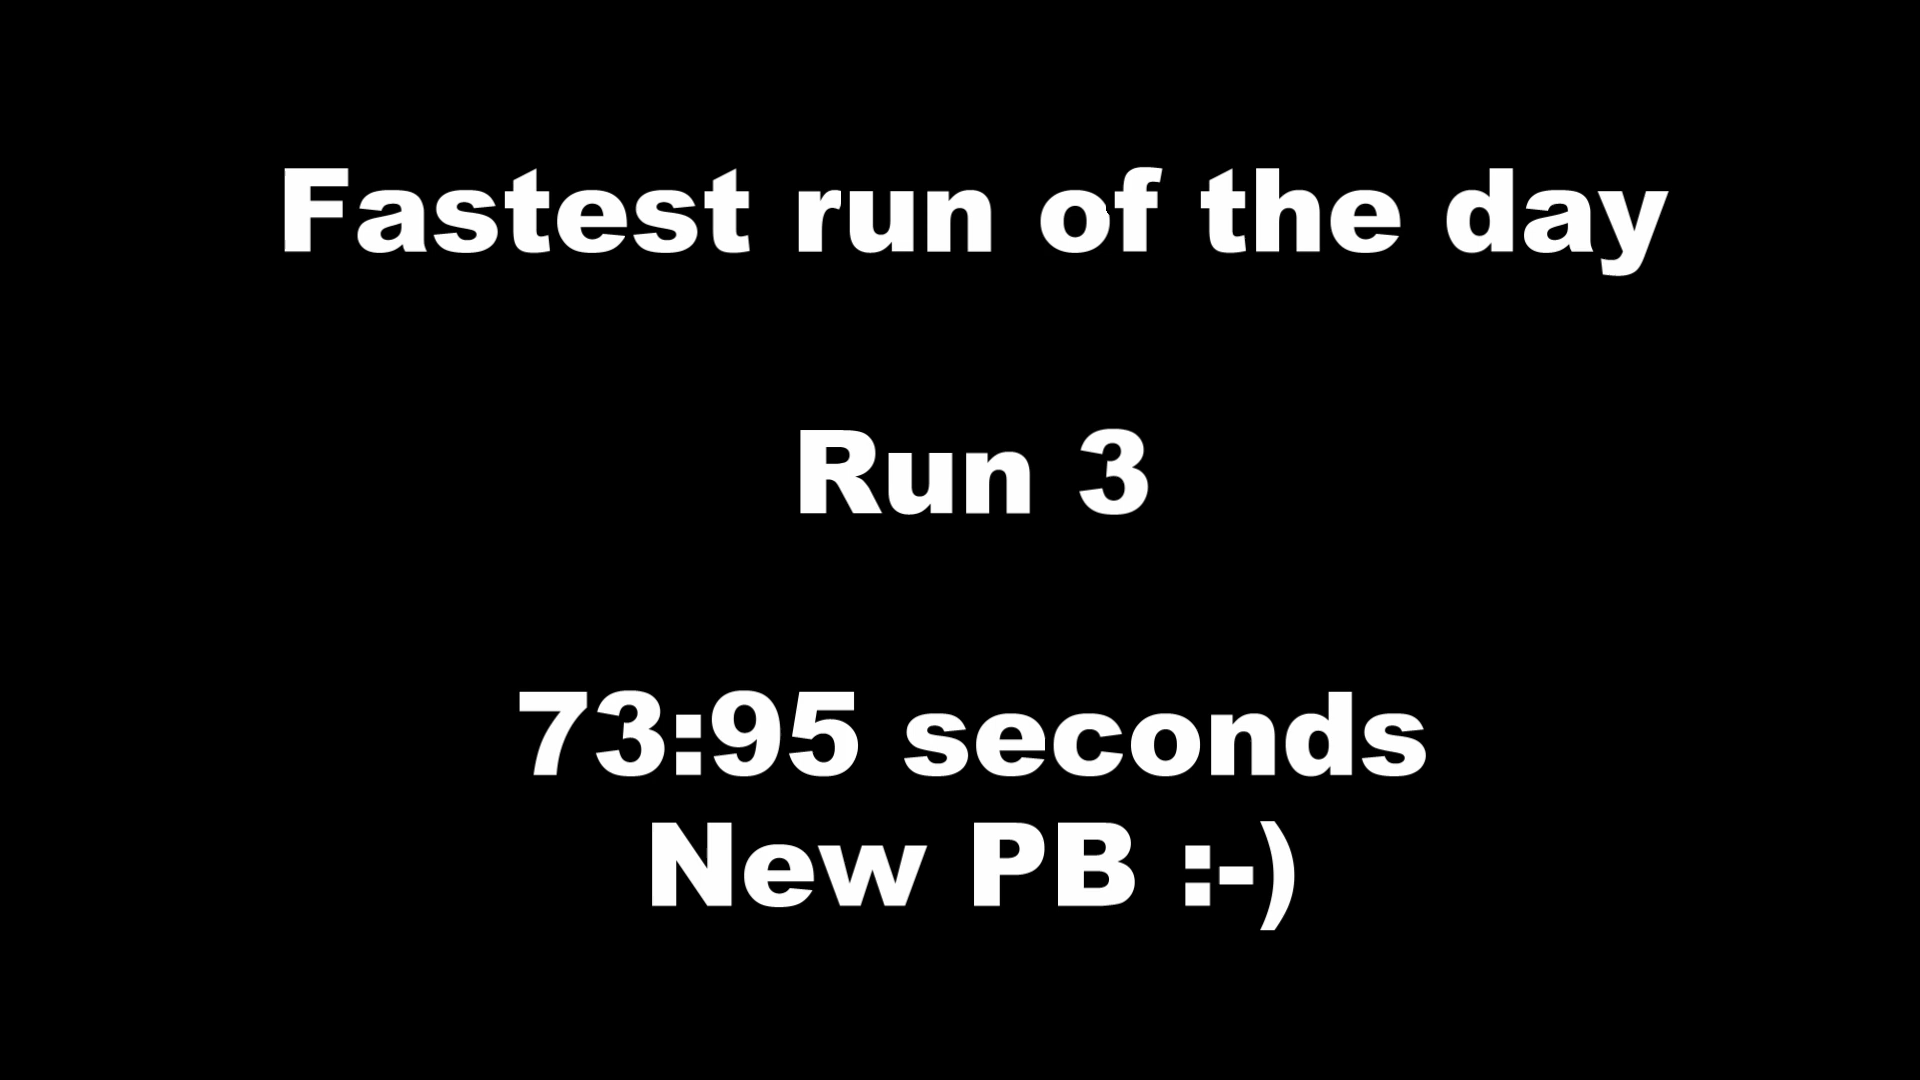 Fastest run of the day
Run 3
73:95 seconds
New PB :-)